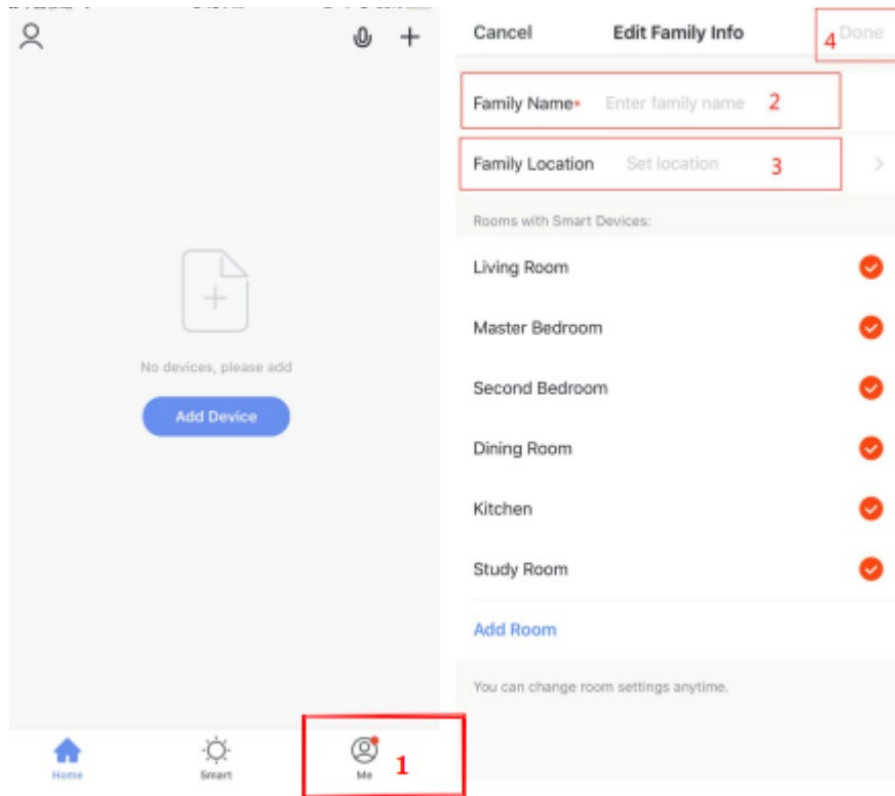 No devices, please add
Add Device
Home
Smart
Me
1
Cancel
Edit Family Info
4
Done
Family Name*
Enter family name
2
Family Location
Set location
3
Rooms with Smart Devices:
Living Room
Master Bedroom
Second Bedroom
Dining Room
Kitchen
Study Room
Add Room
You can change room settings anytime.